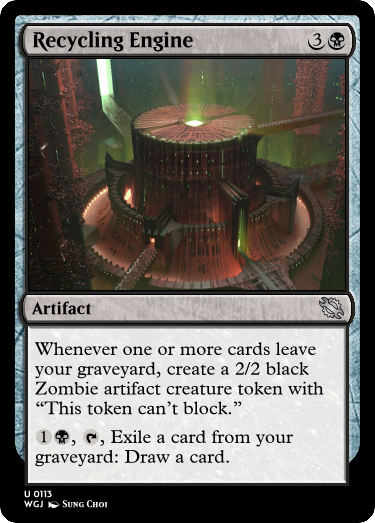 Recycling Engine 3
Artifact
Whenever one or more cards leave
your graveyard, create a 2/2 black
Zombie artifact creature token with
“This token can’t block.”
1 , , Exile a card from your
graveyard: Draw a card.
U 0113
WGJ Sung Choi